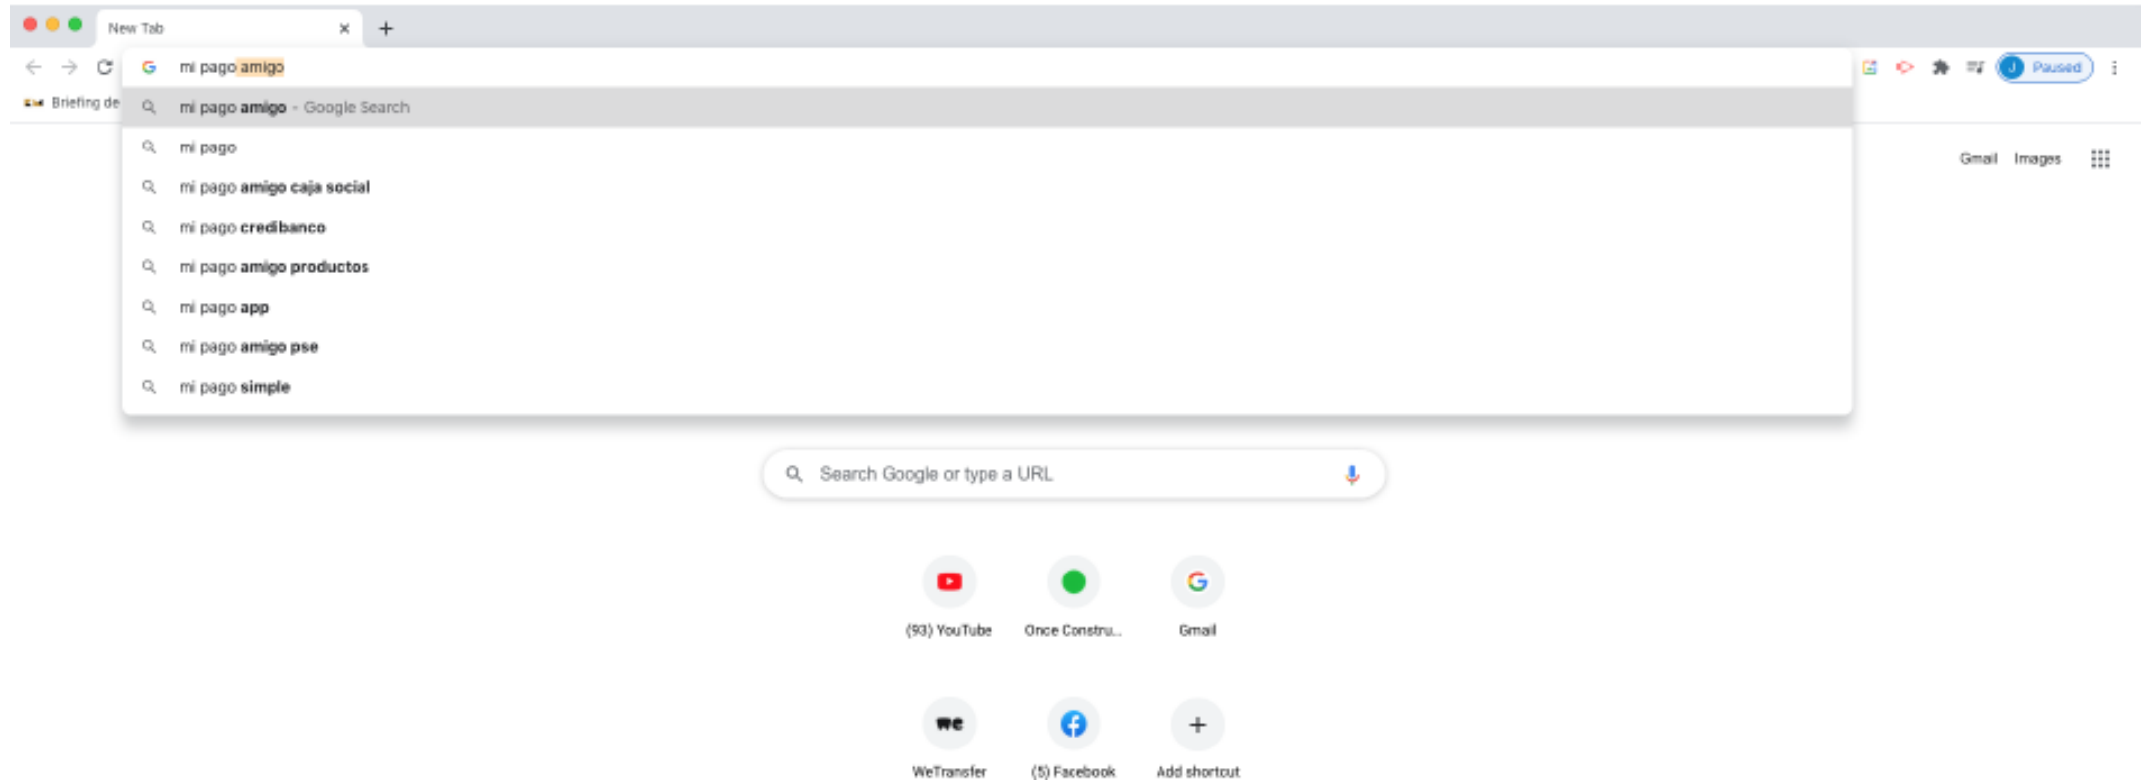 New Tab
mi pago amigo
Paused
Briefing de
mi pago amigo - Google Search
mi pago
Gmail Images
mi pago amigo caja social
mi pago credibanco
mi pago amigo productos
mi pago app
mi pago amigo pse
mi pago simple
Search Google or type a URL
(93) YouTube Once Constru... Gmail
WeTransfer (5) Facebook Add shortcut